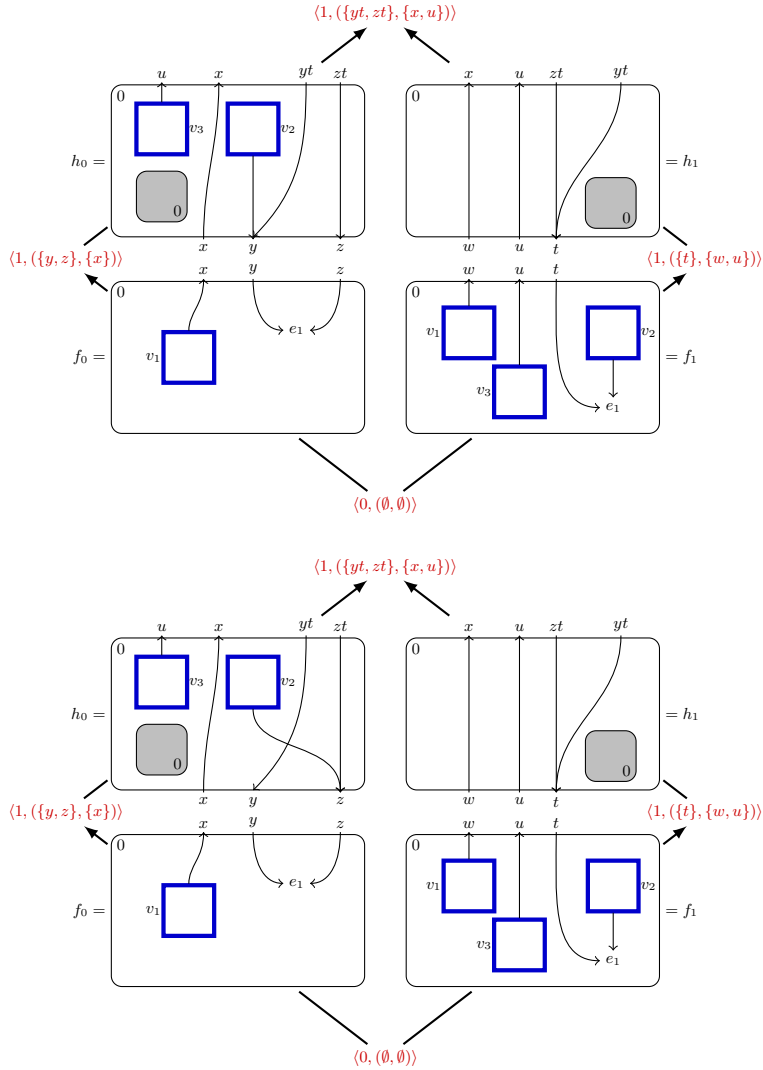 ⟨1, ({yt, zt}, {x, u})⟩
u x yt zt x u zt yt
0 0
v3 v2
h0 = = h1
0 0
x y z w u t
⟨1, ({y, z}, {x})⟩ ⟨1, ({t}, {w, u})⟩
x y z w u t
0 0
e1
v1 v1 v2
f0 = = f1
v3
e1
⟨0, (∅, ∅)⟩
⟨1, ({yt, zt}, {x, u})⟩
u x yt zt x u zt yt
0 0
v3 v2
h0 = = h1
0 0
x y z w u t
⟨1, ({y, z}, {x})⟩ ⟨1, ({t}, {w, u})⟩
x y z w u t
0 0
e1
v1 v1 v2
f0 = = f1
v3
e1
⟨0, (∅, ∅)⟩